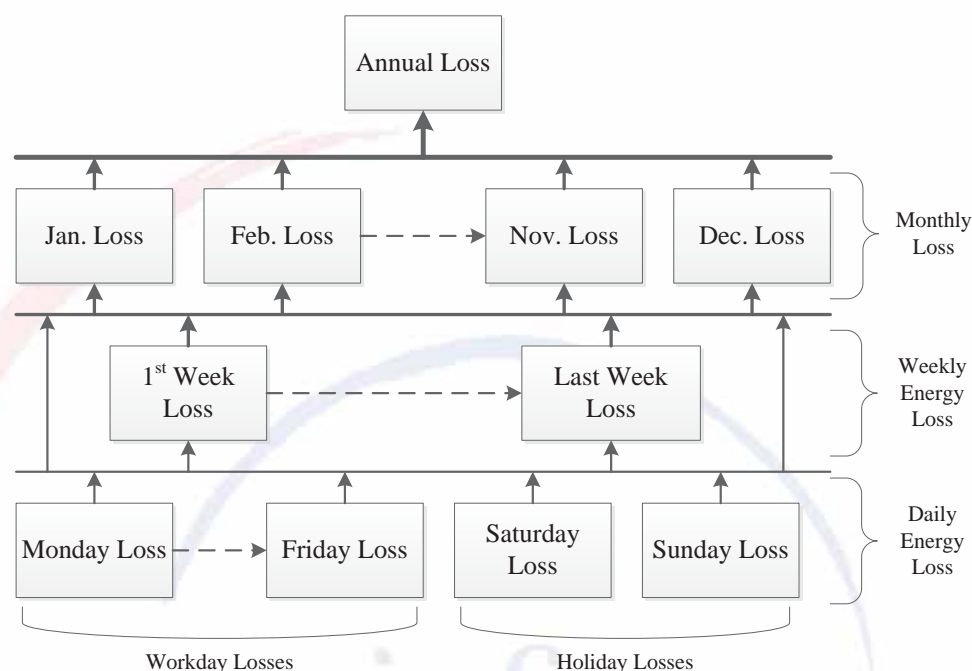 Annual Loss
Jan. Loss
Feb. Loss
Nov. Loss
Dec. Loss
Monthly
Loss
1st Week
Loss
Last Week
Loss
Weekly
Energy
Loss
Monday Loss
Friday Loss
Saturday
Loss
Sunday Loss
Daily
Energy
Loss
Workday Losses
Holiday Losses